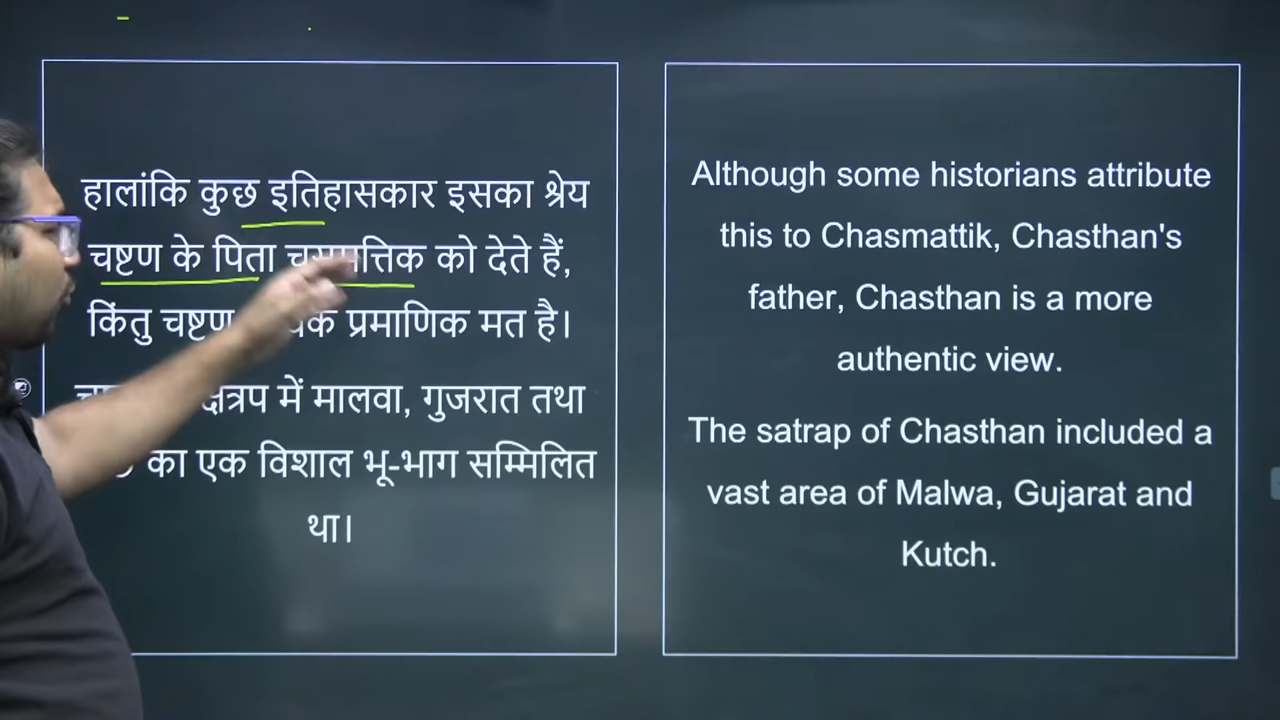 हालांकि कुछ इतिहासकार इसका श्रेय
चष्टण के पिता को देते हैं,
किंतु प्रमाणिक मत है।
क्षत्रप में मालवा, गुजरात तथा
का एक विशाल भू-भाग सम्मिलित
था।
Although some historians attribute
this to Chasmattik, Chasthan's
father, Chasthan is a more
authentic view.
The satrap of Chasthan included a
vast area of Malwa, Gujarat and
Kutch.